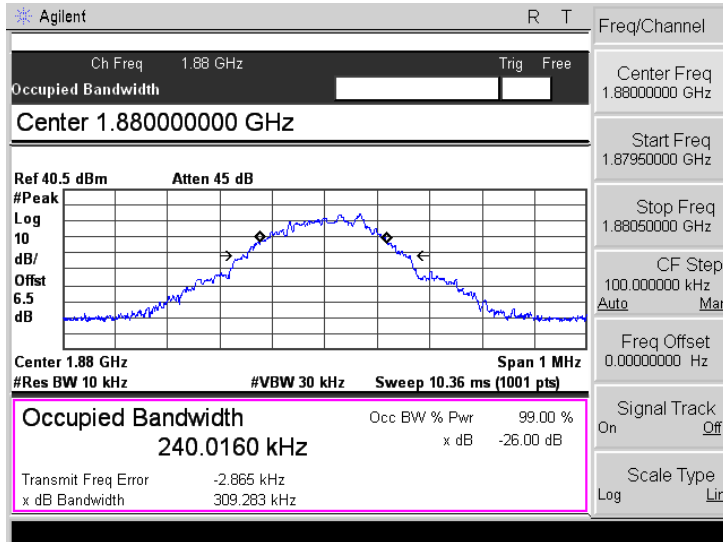 Agilent R T
Ch Freq 1.88 GHz Trig Free
Occupied Bandwidth
Center 1.880000000 GHz
Ref 40.5 dBm Atten 45 dB
#Peak
Log
10
dB/
Offst
6.5
dB
Center 1.88 GHz Span 1 MHz
#Res BW 10 kHz #VBW 30 kHz Sweep 10.36 ms (1001 pts)
Occupied Bandwidth Occ BW % Pwr 99.00 %
240.0160 kHz x dB -26.00 dB
Transmit Freq Error -2.865 kHz
x dB Bandwidth 309.283 kHz
Freq/Channel
Center Freq
1.88000000 GHz
Start Freq
1.87950000 GHz
Stop Freq
1.88050000 GHz
CF Step
100.000000 kHz
Auto Mar
Freq Offset
0.00000000 Hz
Signal Track
On Off
Scale Type
Log Lin